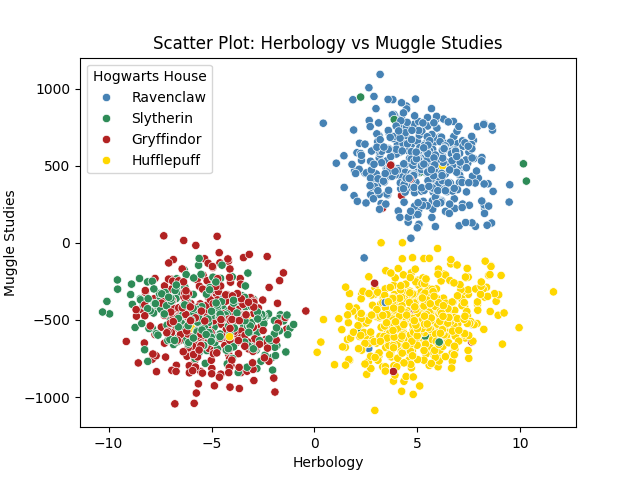 Scatter Plot: Herbology vs Muggle Studies
Hogwarts House
Ravenclaw
Slytherin
Gryffindor
Hufflepuff
Muggle Studies
1000
500
0
−500
−1000
−10
−5
0
5
10
Herbology